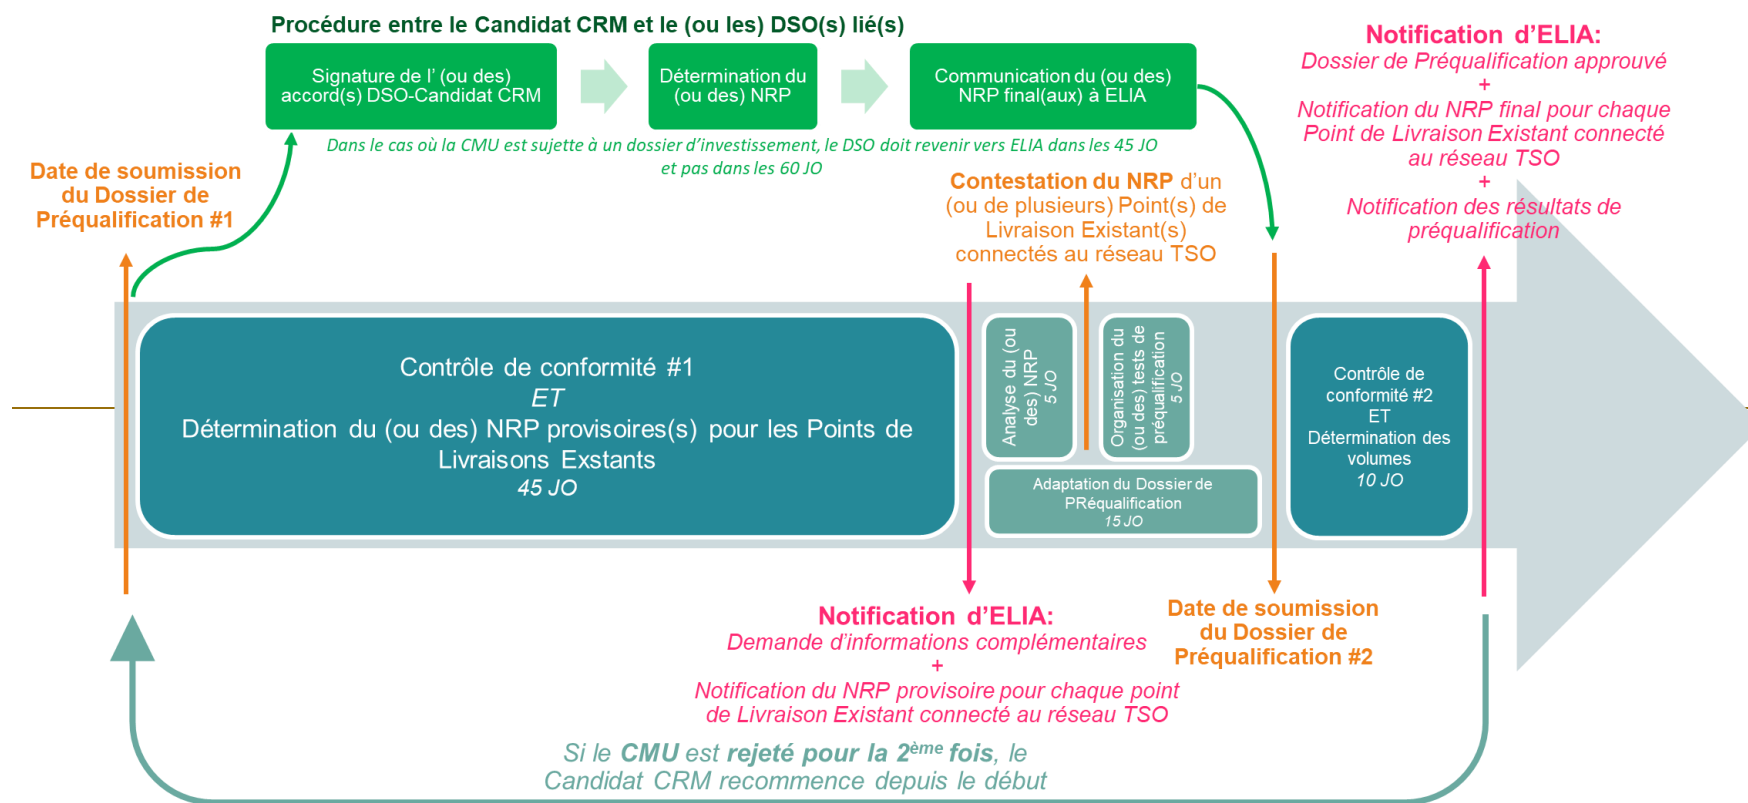 Procédure entre le Candidat CRM et le (ou les) DSO(s) lié(s)
Signature de l' (ou des)
accord(s) DSO-Candidat CRM
Détermination du
(ou des) NRP
Communication du (ou des)
NRP final(aux) à ELIA
Dans le cas où la CMU est sujette à un dossier d'investissement, le DSO doit revenir vers ELIA dans les 45 JO
et pas dans les 60 JO
Notification d'ELIA:
Dossier de Préqualification approuvé
+
Notification du NRP final pour chaque
Point de Livraison Existant connecté
au réseau TSO
+
Notification des résultats de
préqualification
Date de soumission
du Dossier de
Préqualification #1
Contestation du NRP d'un
(ou de plusieurs) Point(s) de
Livraison Existant(s)
connectés au réseau TSO
Contrôle de conformité #1
ET
Détermination du (ou des) NRP provisoires(s) pour les Points de
Livraisons Exstants
45 JO
Analyse du (ou
des) NRP
5 JO
Organisation du
(ou des) tests de
préqualification
5 JO
Adaptation du Dossier de
PRéqualification
15 JO
Contrôle de
conformité #2
ET
Détermination des
volumes
10 JO
Notification d'ELIA:
Demande d'informations complémentaires
+
Notification du NRP provisoire pour chaque point
de Livraison Existant connecté au réseau TSO
Date de soumission
du Dossier de
Préqualification #2
Si le CMU est rejeté pour la 2ème fois, le
Candidat CRM recommence depuis le début